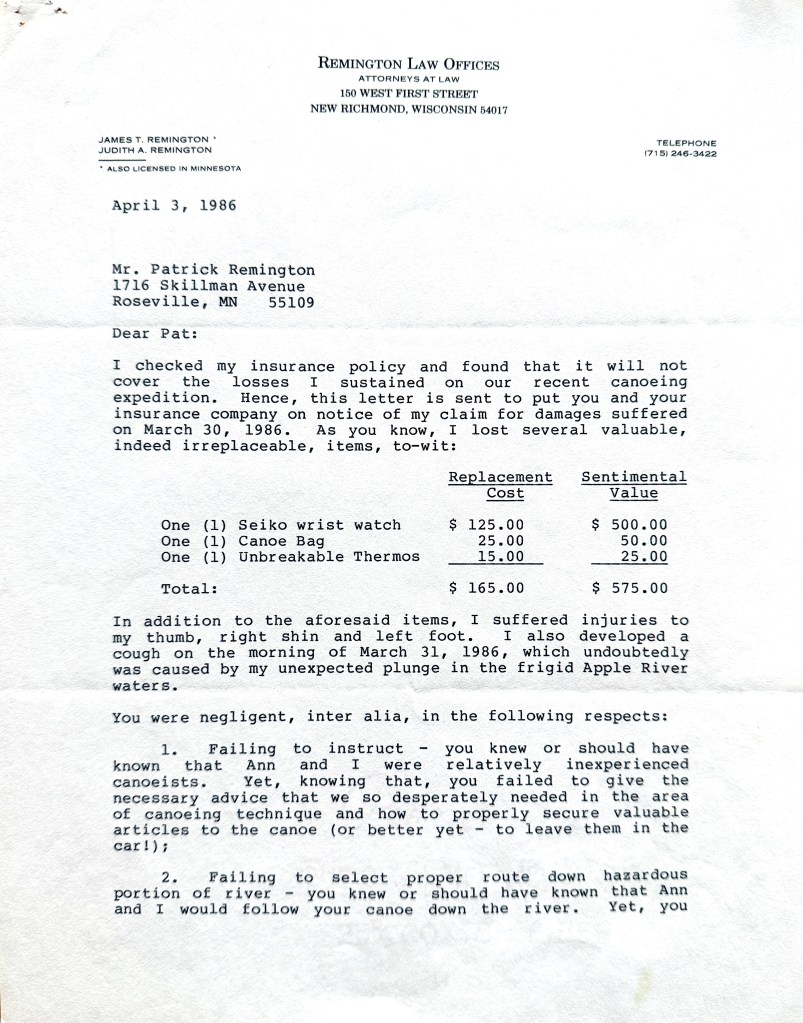 REMINGTON LAW OFFICES
ATTORNEYS AT LAW
150 WEST FIRST STREET
NEW RICHMOND, WISCONSIN 54017
JAMES T. REMINGTON *
JUDITH A. REMINGTON
* ALSO LICENSED IN MINNESOTA
TELEPHONE
(715) 246-3422
April 3, 1986
Mr. Patrick Remington
1716 Skillman Avenue
Roseville, MN 55109
Dear Pat:
I checked my insurance policy and found that it will not
cover the losses I sustained on our recent canoeing
expedition. Hence, this letter is sent to put you and your
insurance company on notice of my claim for damages suffered
on March 30, 1986. As you know, I lost several valuable,
indeed irreplaceable, items, to-wit:
Replacement Sentimental
Cost Value
One (1) Seiko wrist watch $ 125.00 $ 500.00
One (1) Canoe Bag 25.00 50.00
One (1) Unbreakable Thermos 15.00 25.00
Total: $ 165.00 $ 575.00
In addition to the aforesaid items, I suffered injuries to
my thumb, right shin and left foot. I also developed a
cough on the morning of March 31, 1986, which undoubtedly
was caused by my unexpected plunge in the frigid Apple River
waters.
You were negligent, inter alia, in the following respects:
1. Failing to instruct - you knew or should have
known that Ann and I were relatively inexperienced
canoeists. Yet, knowing that, you failed to give the
necessary advice that we so desperately needed in the area
of canoeing technique and how to properly secure valuable
articles to the canoe (or better yet - to leave them in the
car!);
2. Failing to select proper route down hazardous
portion of river - you knew or should have known that Ann
and I would follow your canoe down the river. Yet, you